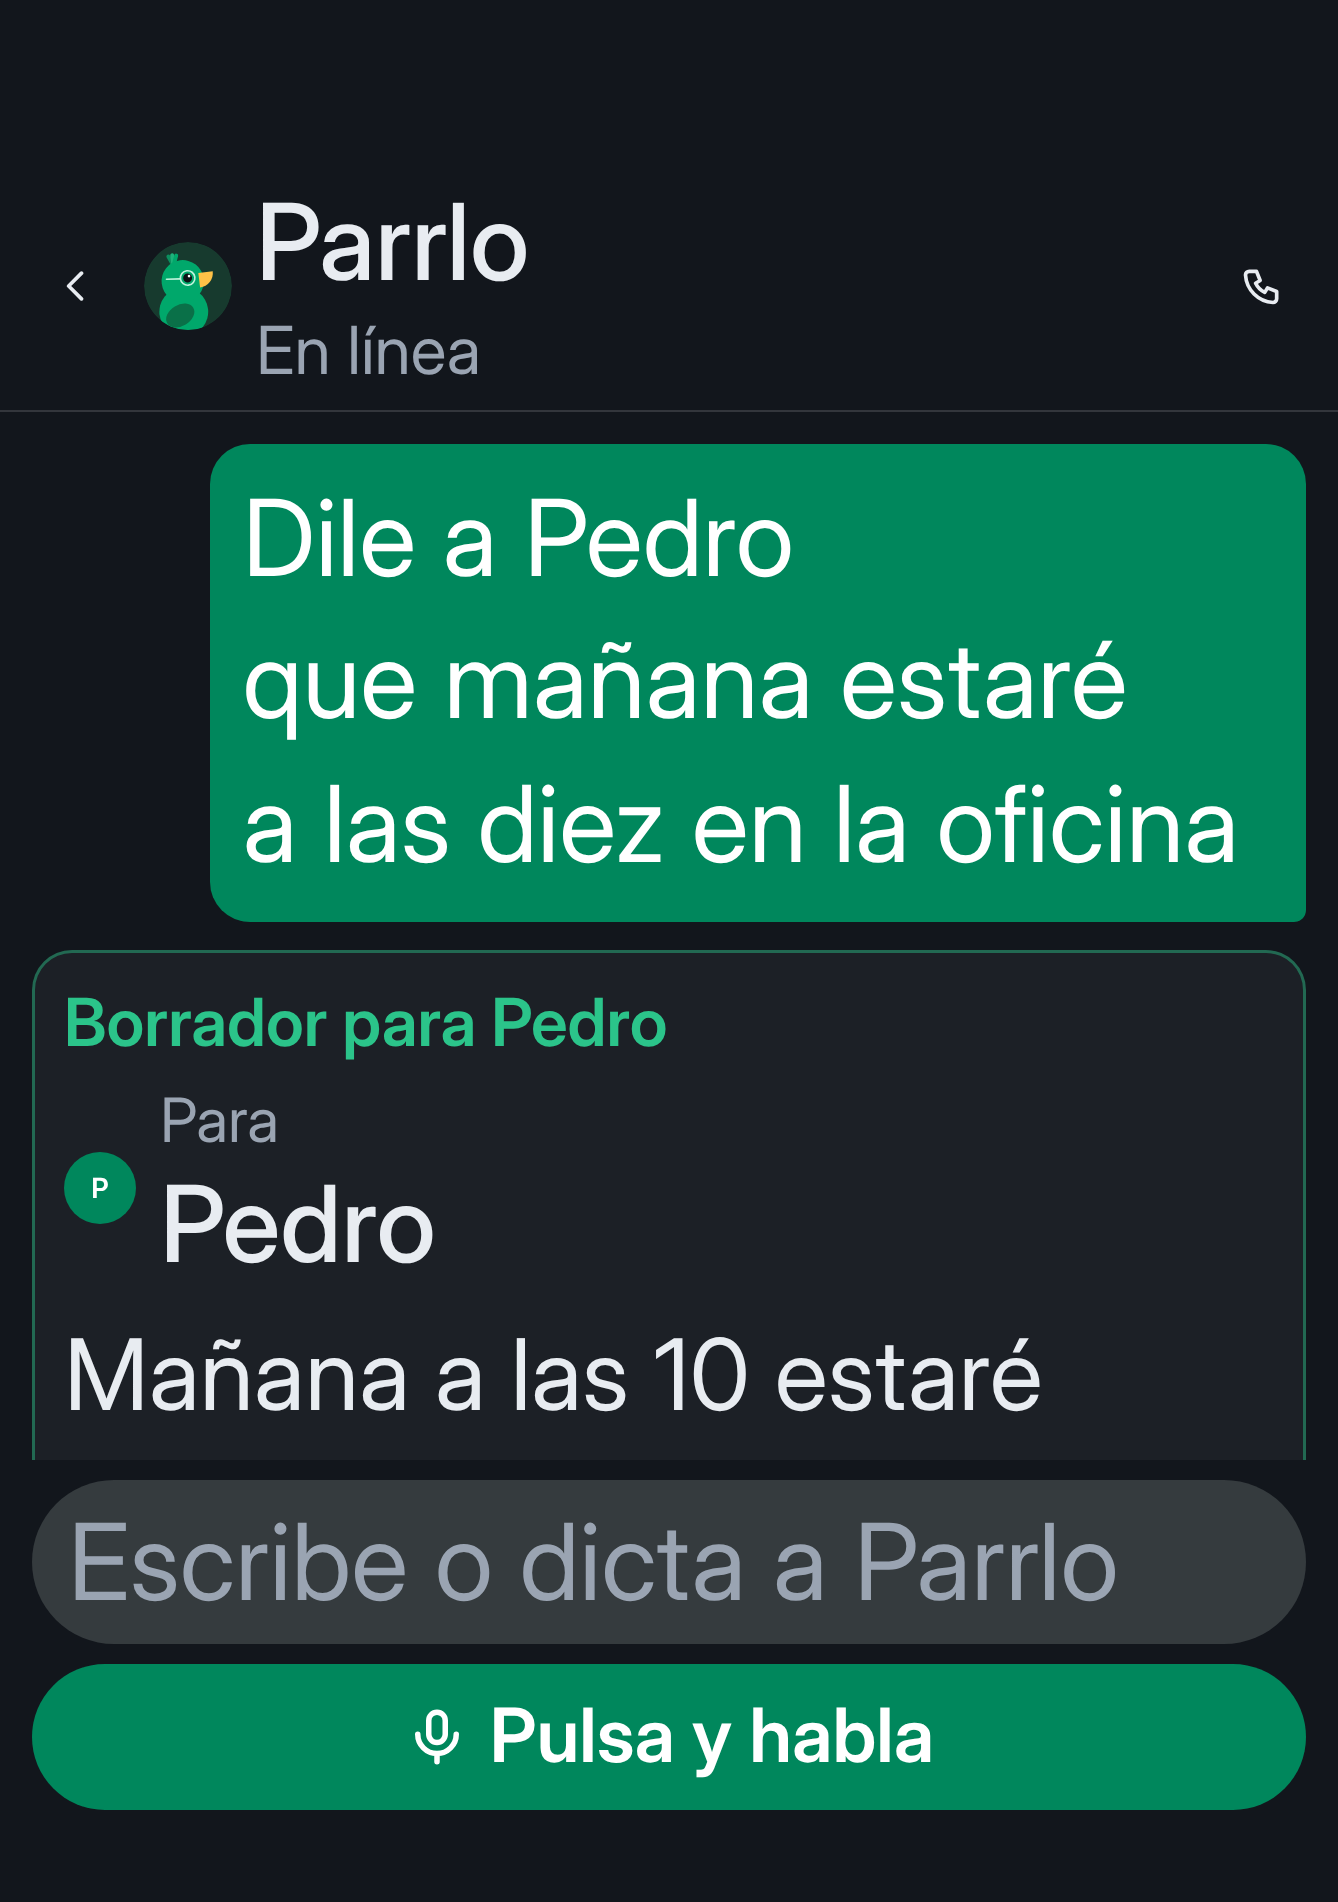 Parrlo
En línea
Dile a Pedro
que mañana estaré
a las diez en la oficina
Borrador para Pedro
Para
P
Pedro
Mañana a las 10 estaré
Escribe o dicta a Parrlo
Pulsa y habla